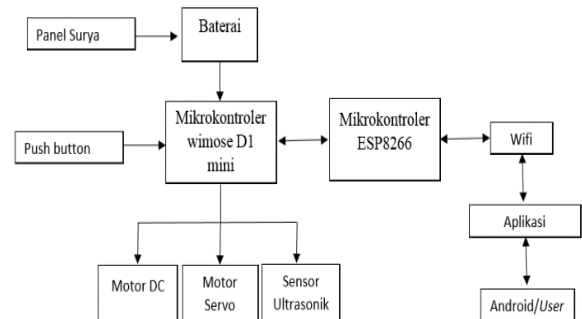 Panel Surya
Baterai
Push button
Mikrokontroler
wimose D1
mini
Mikrokontroler
ESP8266
Wifi
Aplikasi
Android/User
Motor DC
Motor
Servo
Sensor
Ultrasonik